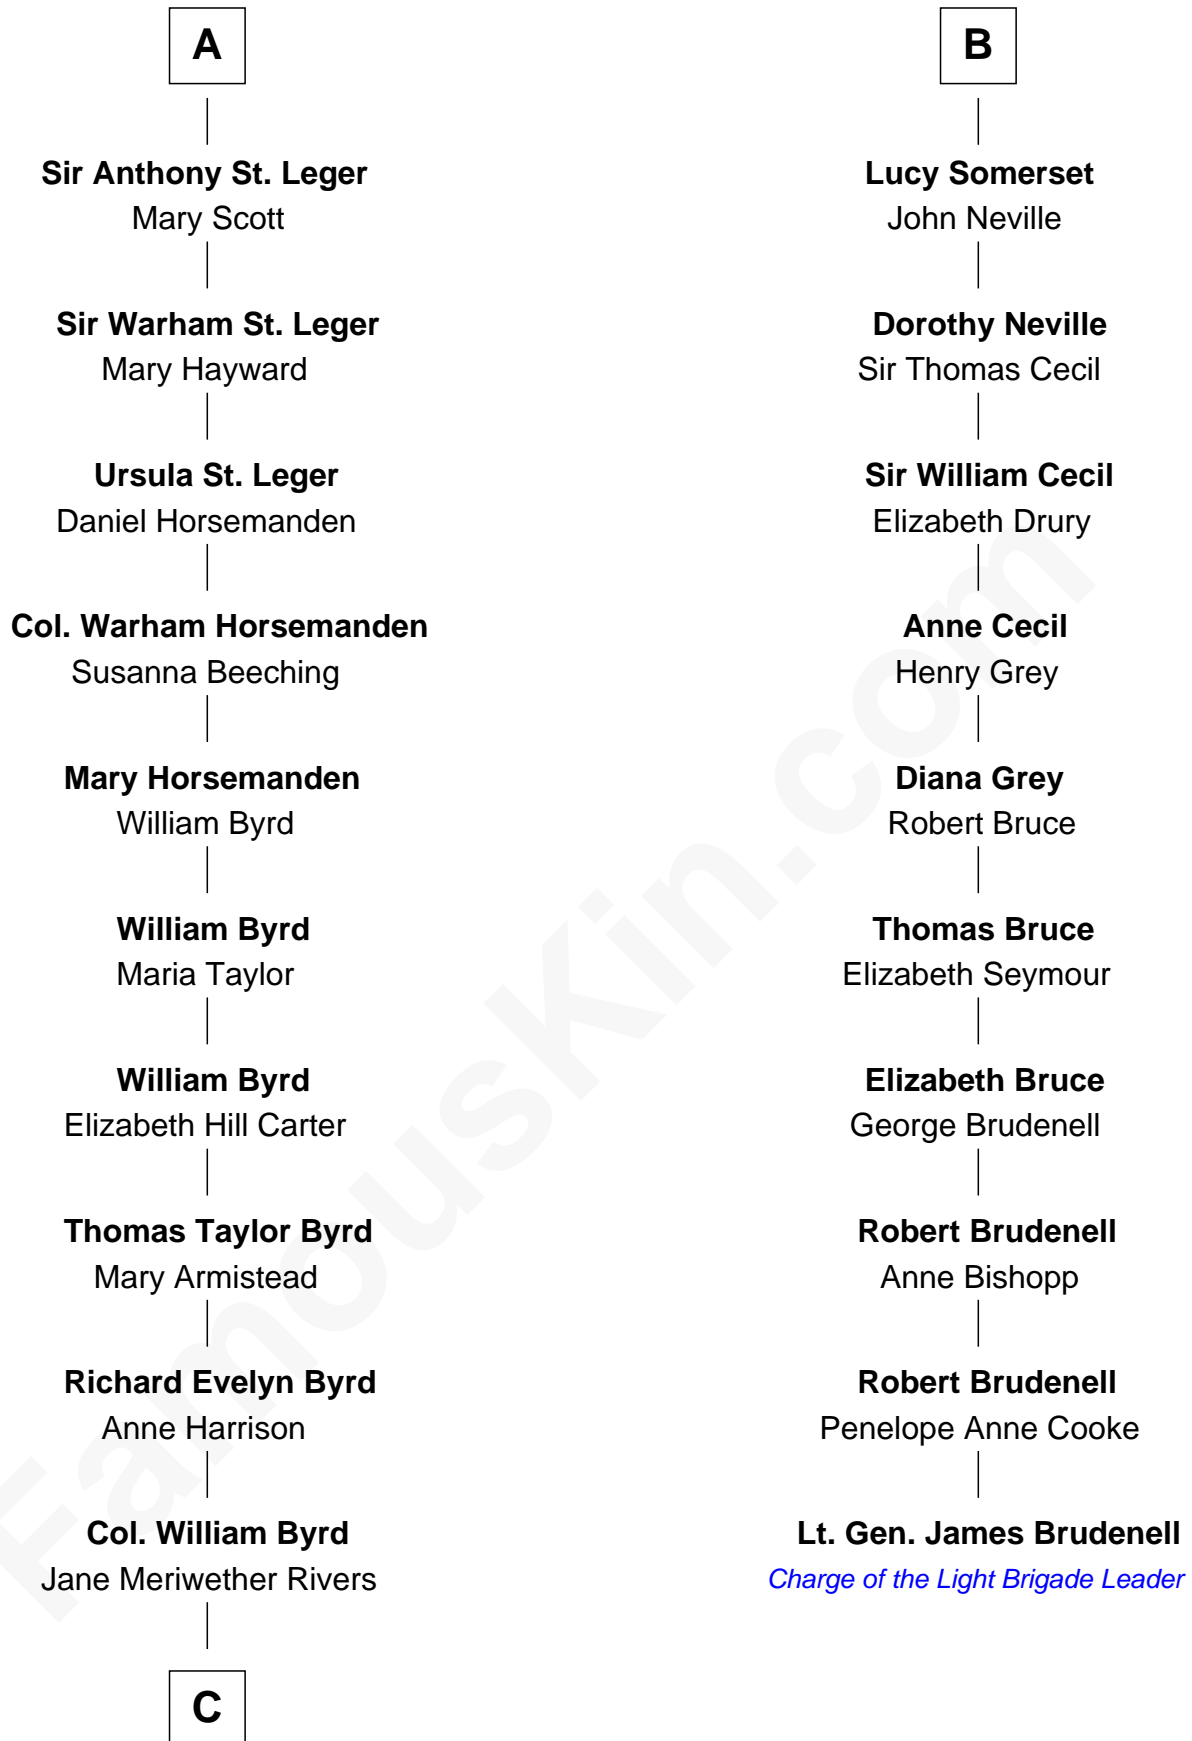 A
Sir Anthony St. Leger
Mary Scott
Sir Warham St. Leger
Mary Hayward
Ursula St. Leger
Daniel Horsemanden
Col. Warham Horsemanden
Susanna Beeching
Mary Horsemanden
William Byrd
William Byrd
Maria Taylor
William Byrd
Elizabeth Hill Carter
Thomas Taylor Byrd
Mary Armistead
Richard Evelyn Byrd
Anne Harrison
Col. William Byrd
Jane Meriwether Rivers
C
B
Lucy Somerset
John Neville
Dorothy Neville
Sir Thomas Cecil
Sir William Cecil
Elizabeth Drury
Anne Cecil
Henry Grey
Diana Grey
Robert Bruce
Thomas Bruce
Elizabeth Seymour
Elizabeth Bruce
George Brudenell
Robert Brudenell
Anne Bishopp
Robert Brudenell
Penelope Anne Cooke
Lt. Gen. James Brudenell
Charge of the Light Brigade Leader
FamousKin.com